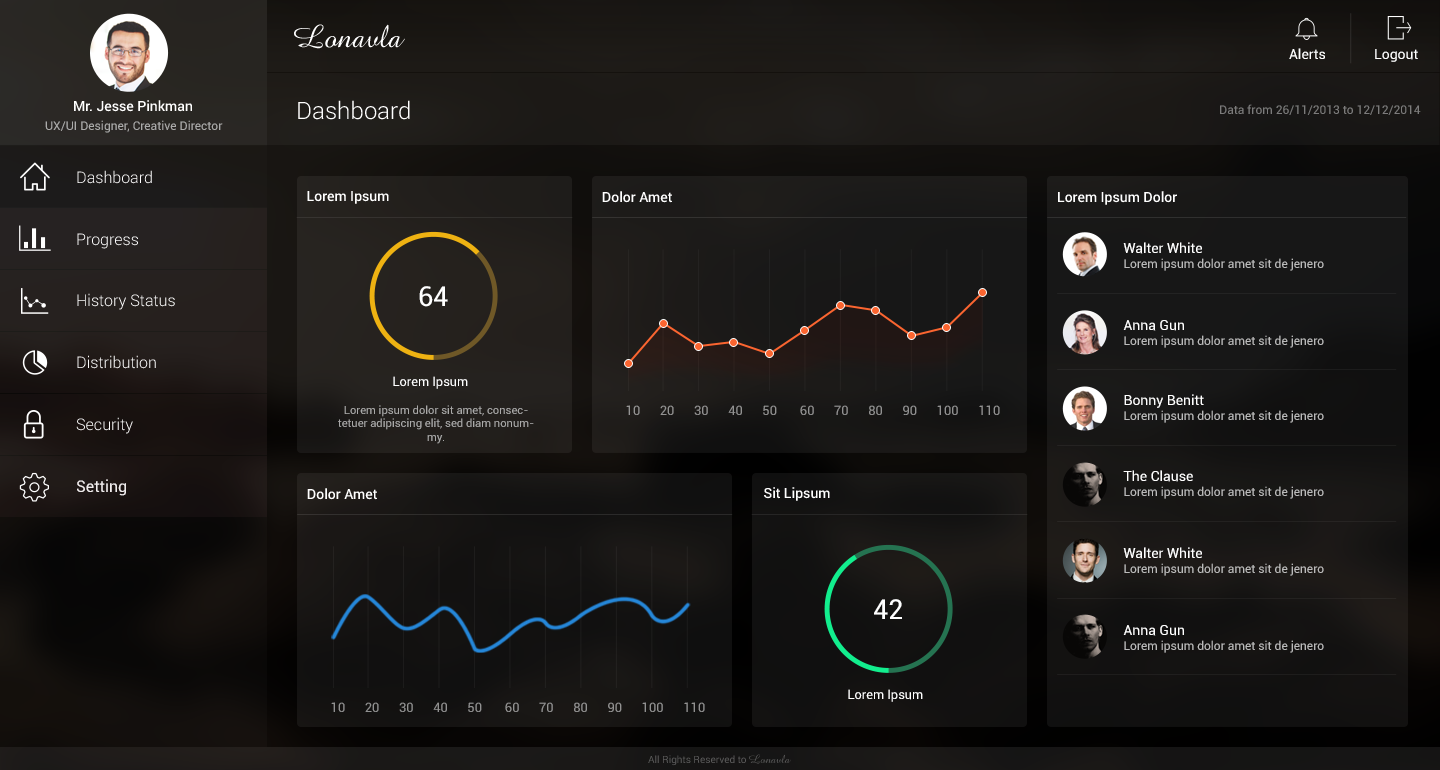 Mr. Jesse Pinkman
UX/UI Designer, Creative Director
Dashboard
Progress
History Status
Distribution
Security
Setting
Lonavla
Alerts
Logout
Dashboard
Data from 26/11/2013 to 12/12/2014
Lorem Ipsum
64
Lorem Ipsum
Lorem ipsum dolor sit amet, consec-
tetuer adipiscing elit, sed diam nonum-
my.
Dolor Amet
10 20 30 40 50 60 70 80 90 100 110
Lorem Ipsum Dolor
Walter White
Lorem ipsum dolor amet sit de jenero
Anna Gun
Lorem ipsum dolor amet sit de jenero
Bonny Benitt
Lorem ipsum dolor amet sit de jenero
The Clause
Lorem ipsum dolor amet sit de jenero
Walter White
Lorem ipsum dolor amet sit de jenero
Anna Gun
Lorem ipsum dolor amet sit de jenero
Dolor Amet
10 20 30 40 50 60 70 80 90 100 110
Sit Lipsum
42
Lorem Ipsum
All Rights Reserved to Lonavla